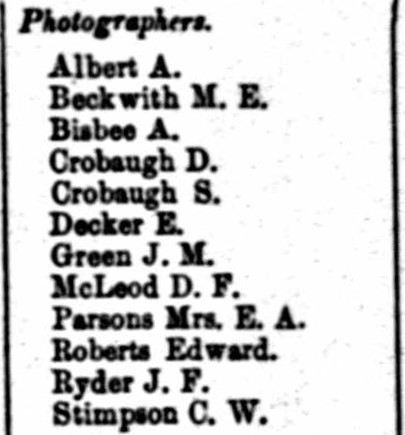 Photographers.
Albert A.
Beckwith M. E.
Bisbee A.
Crobaugh D.
Crobaugh S.
Decker E.
Green J. M.
McLeod D. F.
Parsons Mrs. E. A.
Roberts Edward.
Ryder J. F.
Stimpson C. W.